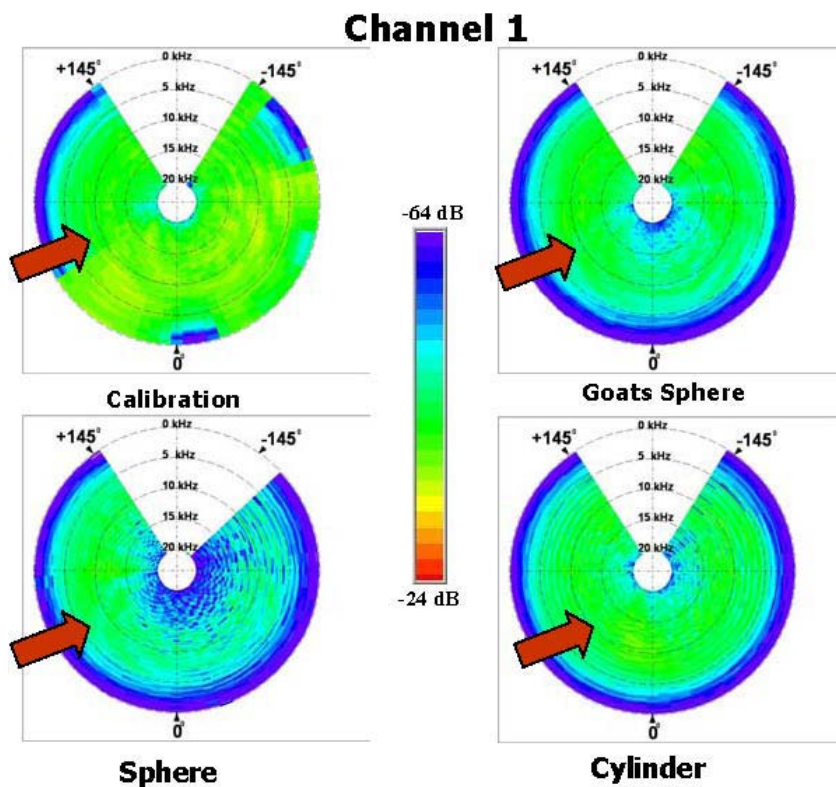 Channel 1
+145°
-145°
0 kHz
5 kHz
10 kHz
15 kHz
20 kHz
0°
Calibration
+145°
-145°
0 kHz
5 kHz
10 kHz
15 kHz
20 kHz
0°
Goats Sphere
-64 dB
-24 dB
+145°
-145°
0 kHz
5 kHz
10 kHz
15 kHz
20 kHz
0°
Sphere
+145°
-145°
0 kHz
5 kHz
10 kHz
15 kHz
20 kHz
0°
Cylinder